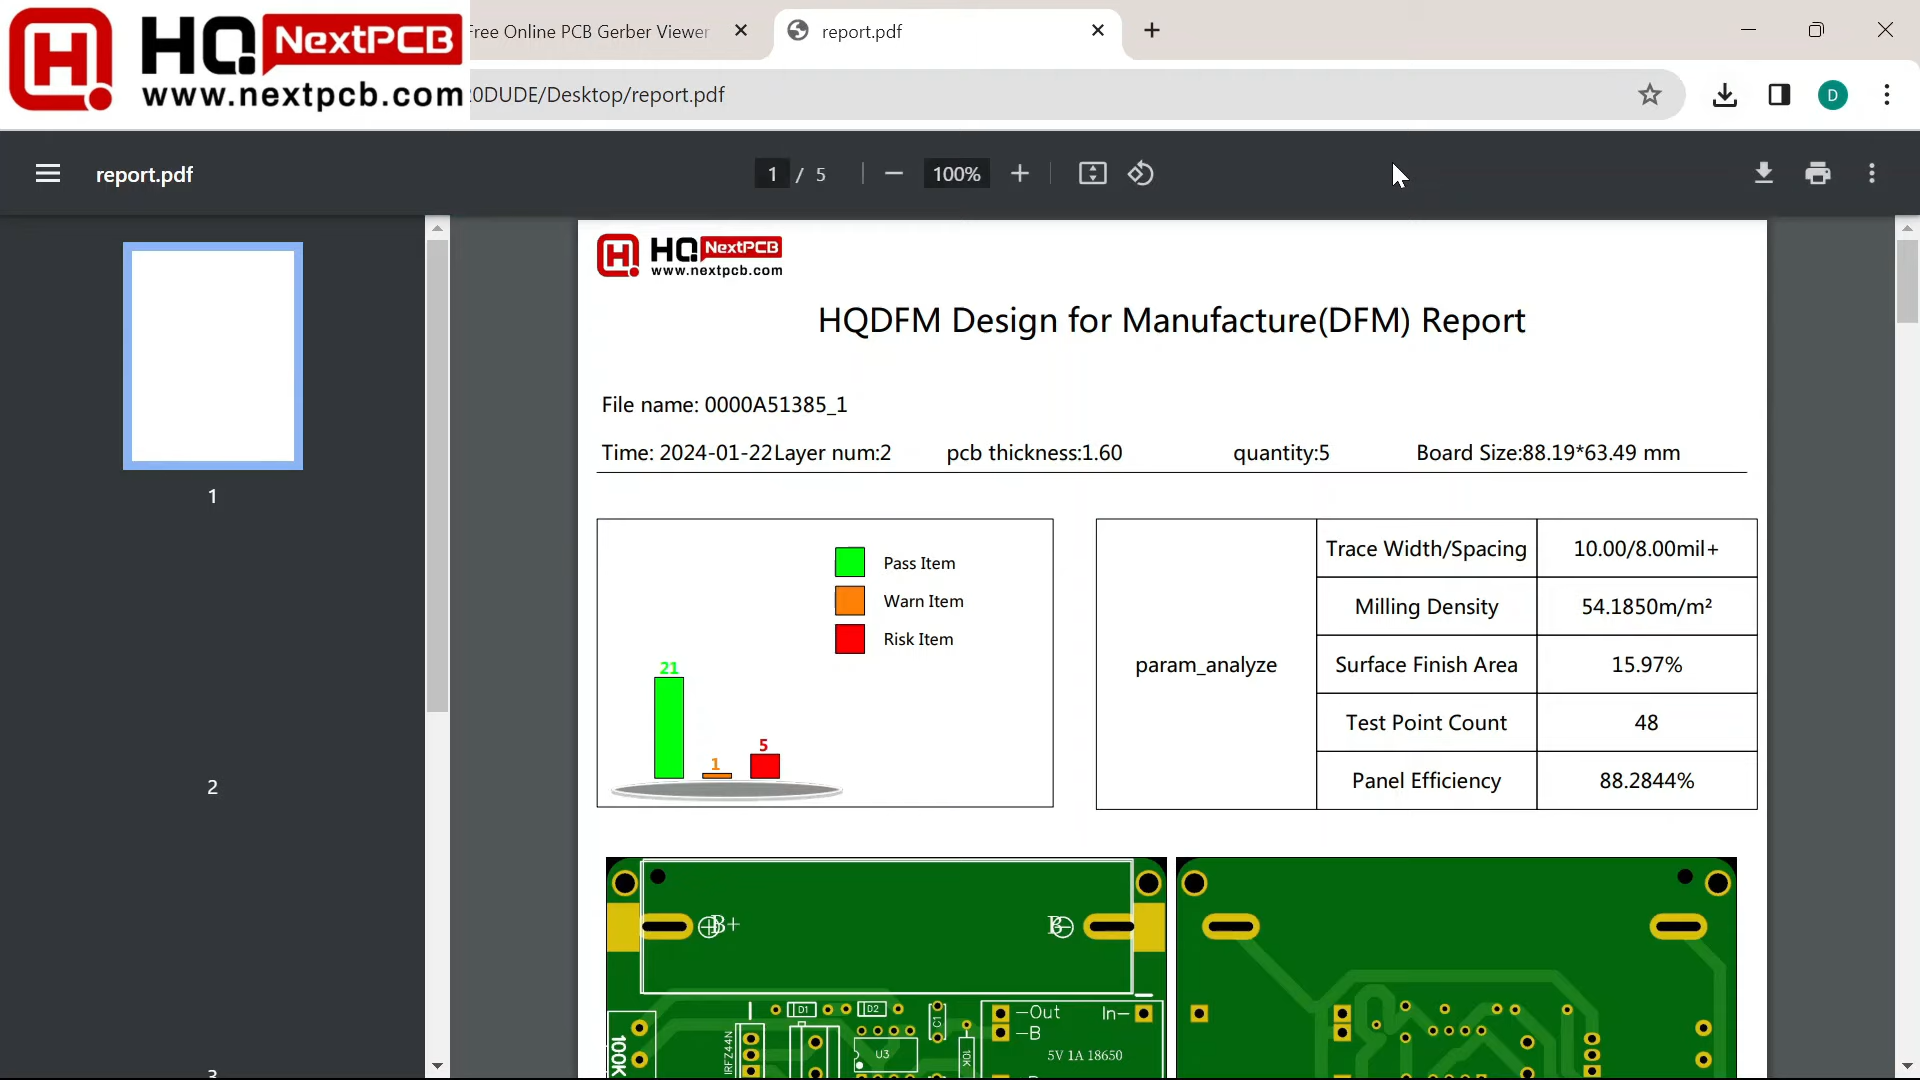 HQ NextPCB
www.nextpcb.com
Free Online PCB Gerber Viewer
report.pdf
0DUDE/Desktop/report.pdf
D
report.pdf
1 / 5
100%
1
2
3
HQ NextPCB
www.nextpcb.com
HQDFM Design for Manufacture(DFM) Report
File name: 0000A51385_1
Time: 2024-01-22Layer num:2 pcb thickness:1.60 quantity:5 Board Size:88.19*63.49 mm
Pass Item
Warn Item
Risk Item
21
1
5
param_analyze
Trace Width/Spacing 10.00/8.00mil+
Milling Density 54.1850m/m²
Surface Finish Area 15.97%
Test Point Count 48
Panel Efficiency 88.2844%
B+
B-
D1
D2
C1
-Out In-
-B
5V 1A 18650
U3
100K
IRFZ44N
10K